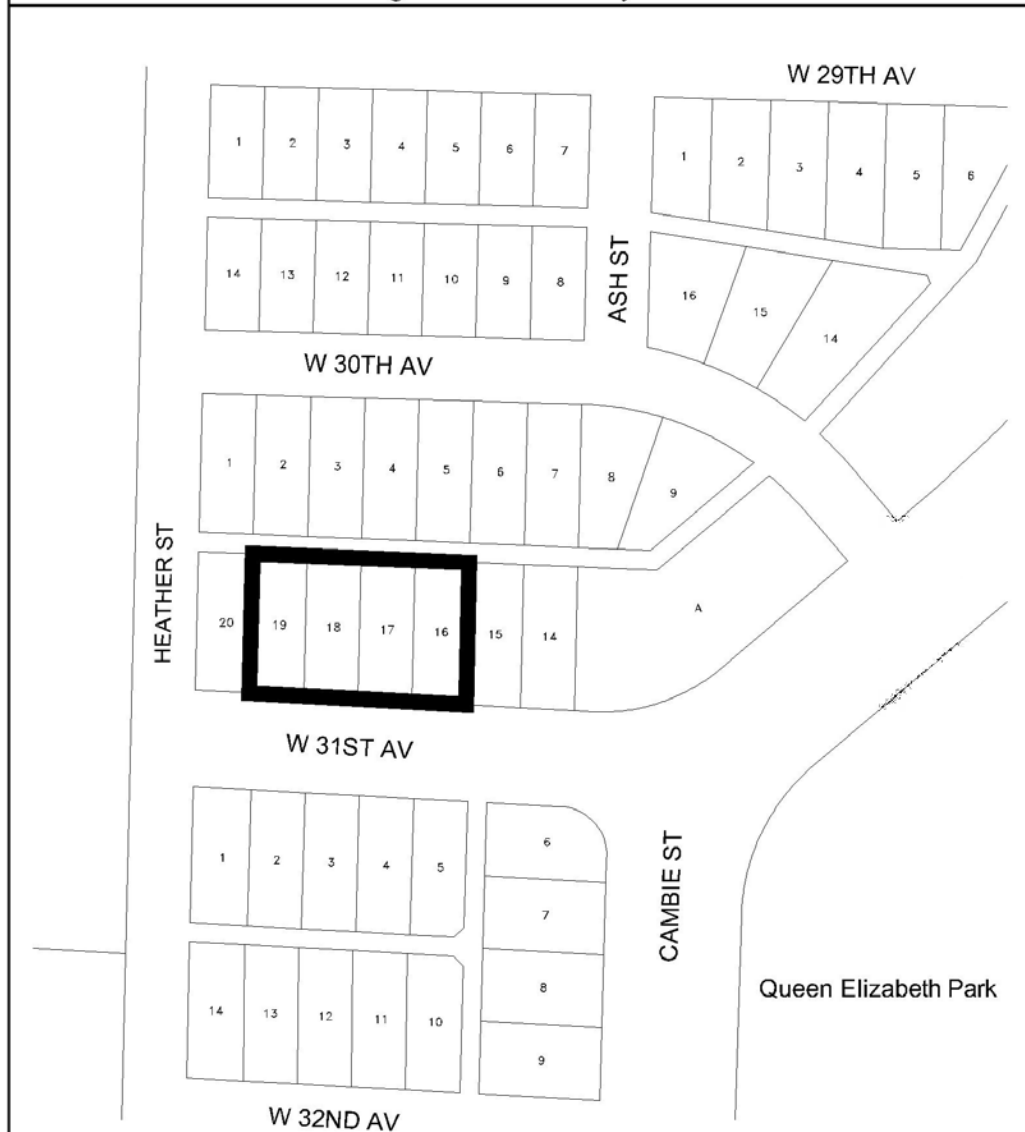 W 29TH AV
1 2 3 4 5 6 7
1 2 3 4 5 6
14 13 12 11 10 9 8
ASH ST
16 15 14
W 30TH AV
1 2 3 4 5 6 7 8 9
HEATHER ST
20 19 18 17 16 15 14
A
W 31ST AV
1 2 3 4 5
6
7
8
9
CAMBIE ST
Queen Elizabeth Park
14 13 12 11 10
W 32ND AV